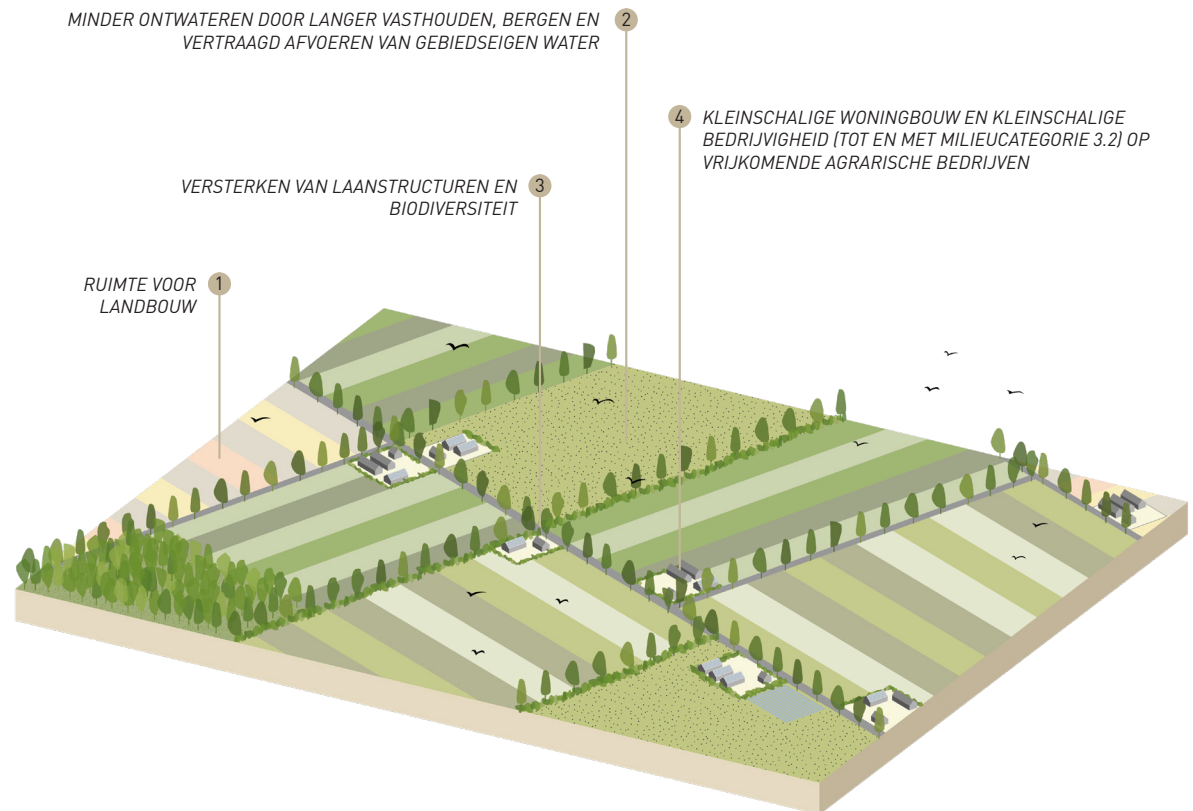 MINDER ONTWATEREN DOOR LANGER VASTHOUDEN, BERGEN EN
VERTRAAGD AFVOEREN VAN GEBIEDSEIGEN WATER
2
4
KLEINSCHALIGE WONINGBOUW EN KLEINSCHALIGE
BEDRIJVIGHEID (TOT EN MET MILIEUCATEGORIE 3.2) OP
VRIJKOMENDE AGRARISCHE BEDRIJVEN
VERSTERKEN VAN LAANSTRUCTUREN EN
BIODIVERSITEIT
3
RUIMTE VOOR
LANDBOUW
1